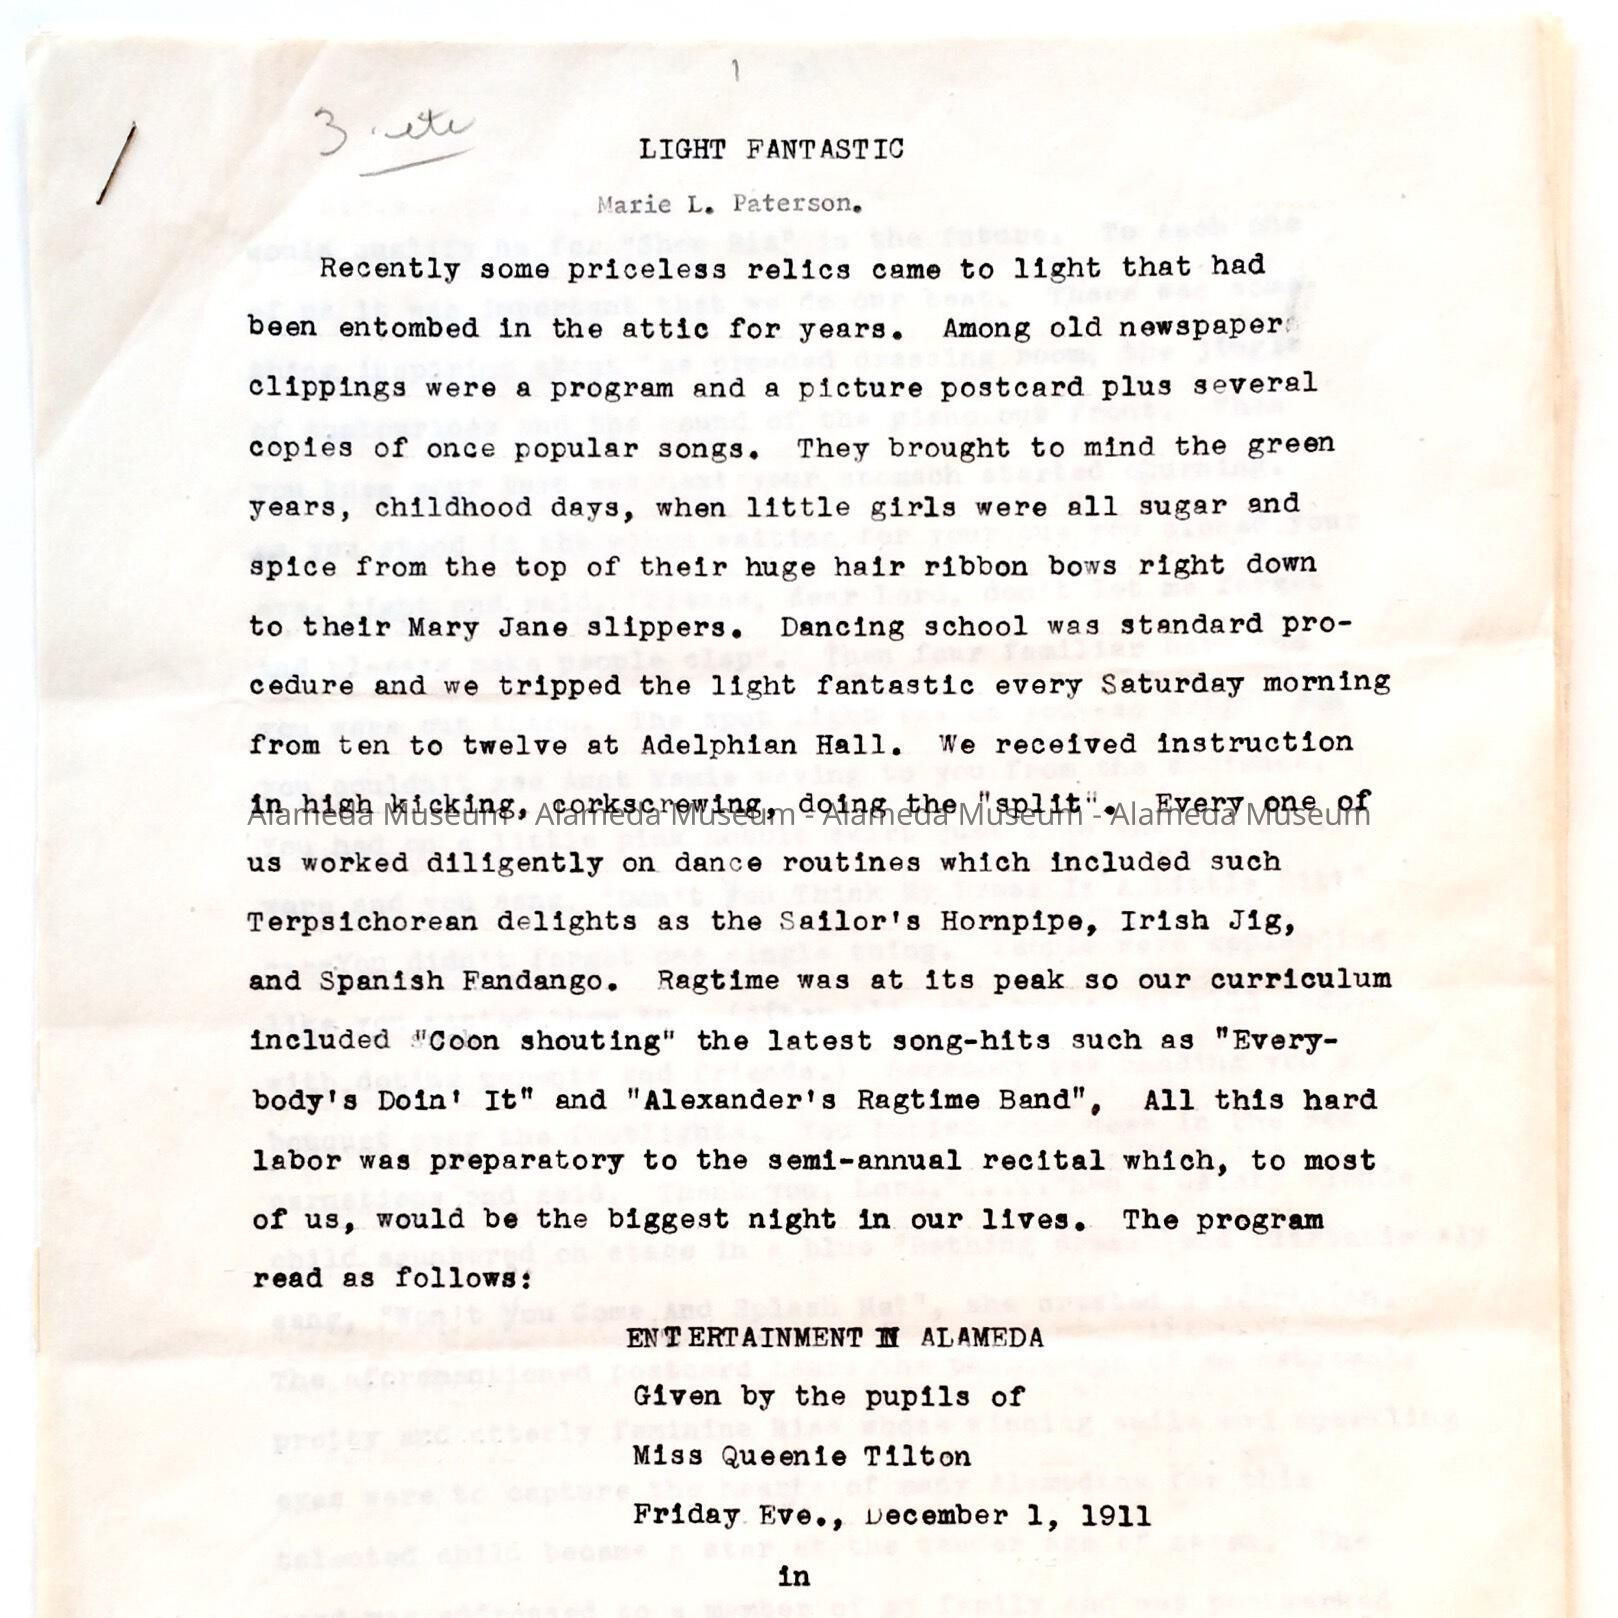 1
3
LIGHT FANTASTIC
Marie L. Paterson.
Recently some priceless relics came to light that had
been entombed in the attic for years. Among old newspaper
clippings were a program and a picture postcard plus several
copies of once popular songs. They brought to mind the green
years, childhood days, when little girls were all sugar and
spice from the top of their huge hair ribbon bows right down
to their Mary Jane slippers. Dancing school was standard pro-
cedure and we tripped the light fantastic every Saturday morning
from ten to twelve at Adelphian Hall. We received instruction
in high kicking, corkscrewing, doing the "split". Every one of
Alameda Museum - Alameda Museum - Alameda Museum - Alameda Museum
us worked diligently on dance routines which included such
Terpsichorean delights as the Sailor's Hornpipe, Irish Jig,
and Spanish Fandango. Ragtime was at its peak so our curriculum
included "Coon shouting" the latest song-hits such as "Every-
body's Doin' It" and "Alexander's Ragtime Band", All this hard
labor was preparatory to the semi-annual recital which, to most
of us, would be the biggest night in our lives. The program
read as follows:
ENTERTAINMENT IN ALAMEDA
Given by the pupils of
Miss Queenie Tilton
Friday Eve., December 1, 1911
in